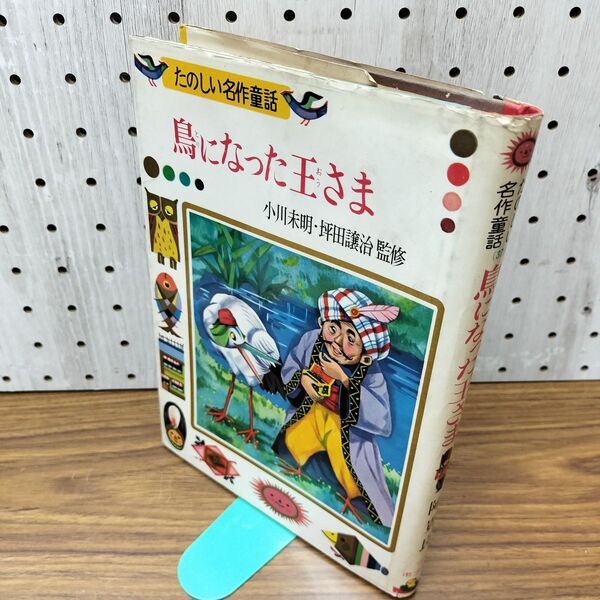 たのしい名作童話
鳥になった王さま
おう
小川未明・坪田譲治 監修
名作童話
鳥になった王さま